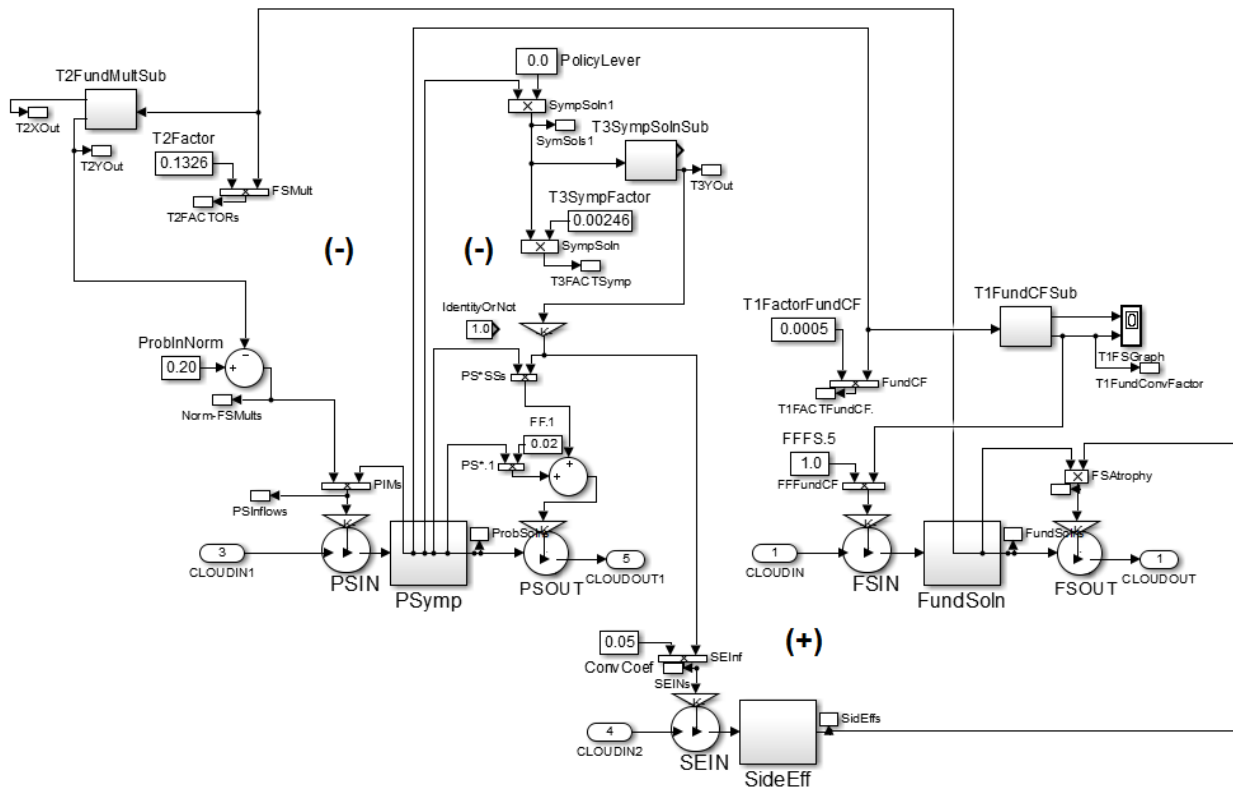 0.0
PolicyLever
T2FundMultSub
SympSoln1
T2XOut
T2Factor
SymSols1
T3SympSolnSub
T2YOut
0.1326
T3YOut
FSMult
T2FACTORs
T3SympFactor
0.00246
(-)
(-)
SympSoln
T3FACTSymp
IdentityOrNot
1.0
T1FactorFundCF
T1FundCFSub
0.0005
0
T1FSGraph
ProbInNorm
0.20
−
+
PS*SSs
FundCF
T1FundConvFactor
Norm-FSMults
T1FACTFundCF.
FF.1
0.02
PS*.1
+
+
FFFS.5
1.0
PIMs
FFFundCF
FSAtrophy
PSInflows
ProbSolns
FundSolns
3
CLOUDIN1
PSIN
PSymp
PSOUT
5
CLOUDOUT1
1
CLOUDIN
FSIN
FundSoln
FSOUT
1
CLOUDOUT
(+)
0.05
ConvCoef
SEInf
SEINs
SidEffs
4
CLOUDIN2
SEIN
SideEff